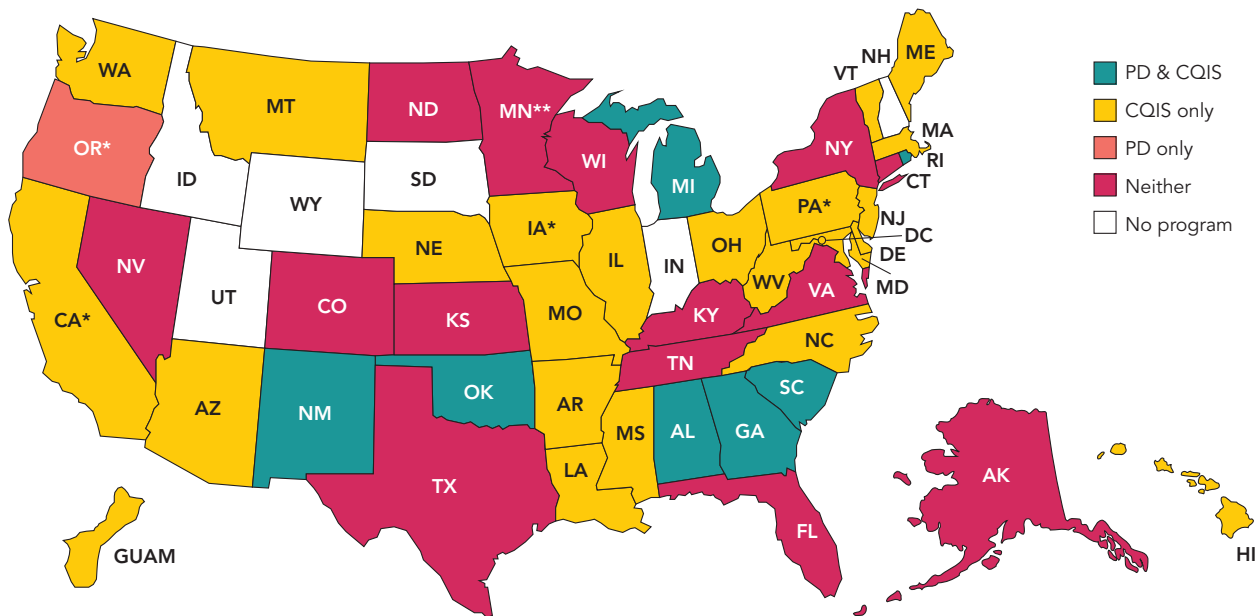 NH
ME
VT
WA
MT
ND
MN**
OR*
MA
NY
WI
RI
ID
SD
MI
CT
WY
PA*
IA*
NJ
NE
OH
DC
IL
IN
DE
NV
WV
MD
UT
VA
CO
CA*
KS
MO
KY
NC
TN
OK
SC
AZ
NM
AR
MS
AL
GA
LA
TX
AK
FL
GUAM
HI
PD & CQIS
CQIS only
PD only
Neither
No program